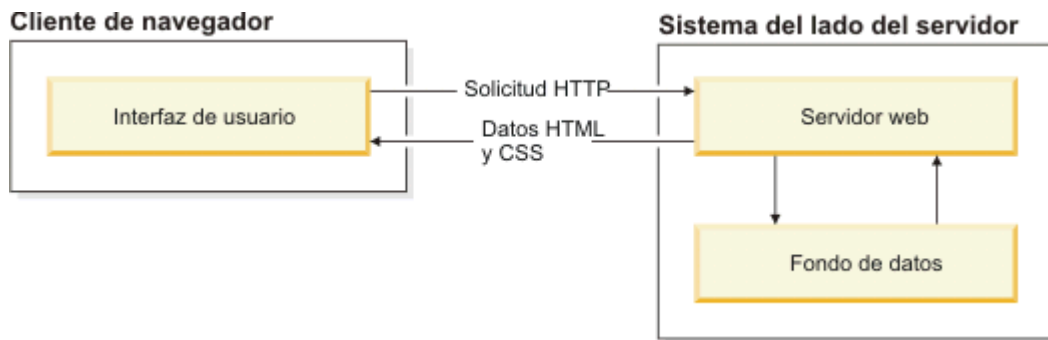 Cliente de navegador
Sistema del lado del servidor
Interfaz de usuario
Solicitud HTTP
Servidor web
Datos HTML
y CSS
Fondo de datos